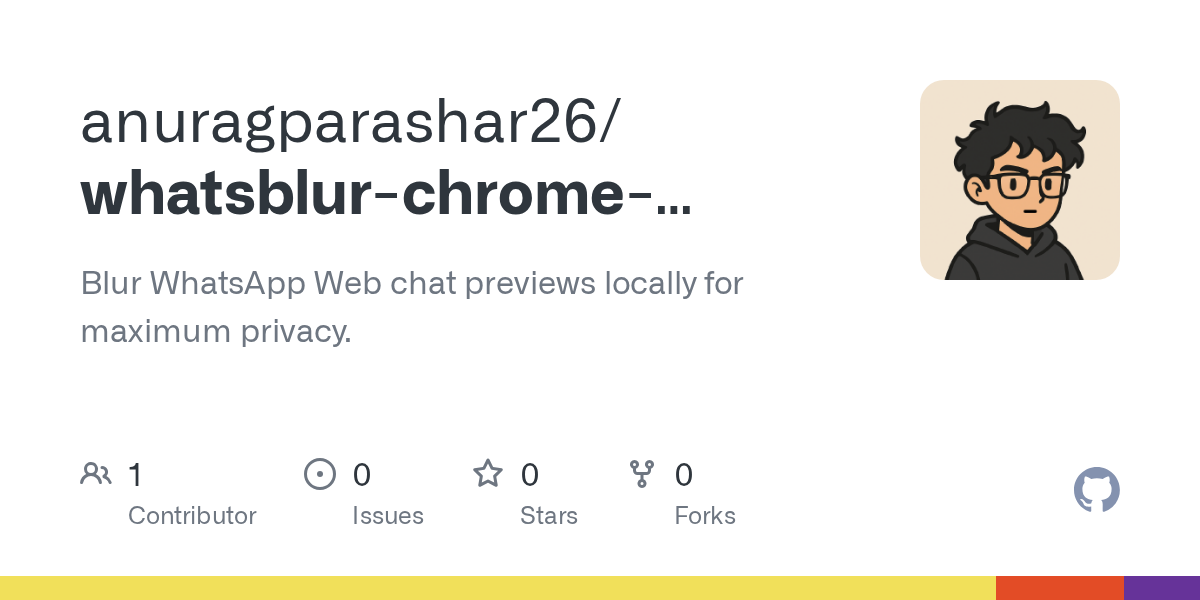 anuragparashar26/
whatsblur-chrome-...
Blur WhatsApp Web chat previews locally for
maximum privacy.
1 0 0 0
Contributor Issues Stars Forks